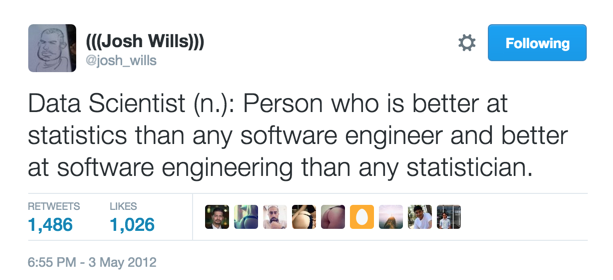 (((Josh Wills)))
@josh_wills
Following
Data Scientist (n.): Person who is better at
statistics than any software engineer and better
at software engineering than any statistician.
RETWEETS LIKES
1,486 1,026
6:55 PM - 3 May 2012